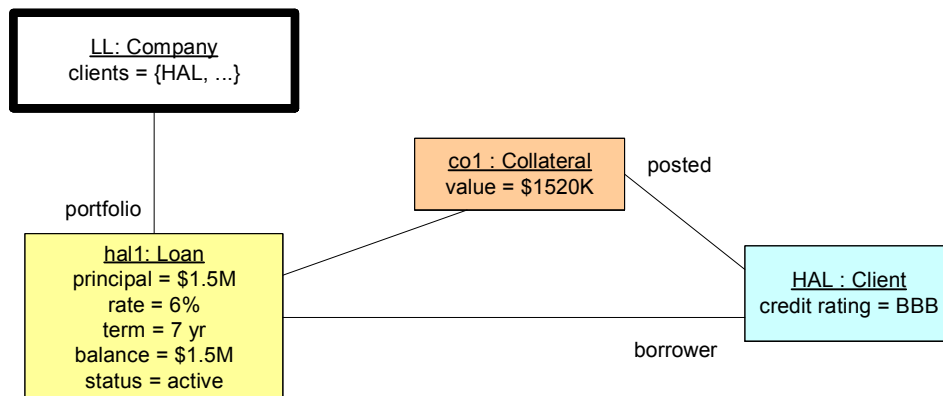 LL: Company
clients = {HAL, ...}
co1 : Collateral
value = $1520K
posted
portfolio
hal1: Loan
principal = $1.5M
rate = 6%
term = 7 yr
balance = $1.5M
status = active
HAL : Client
credit rating = BBB
borrower